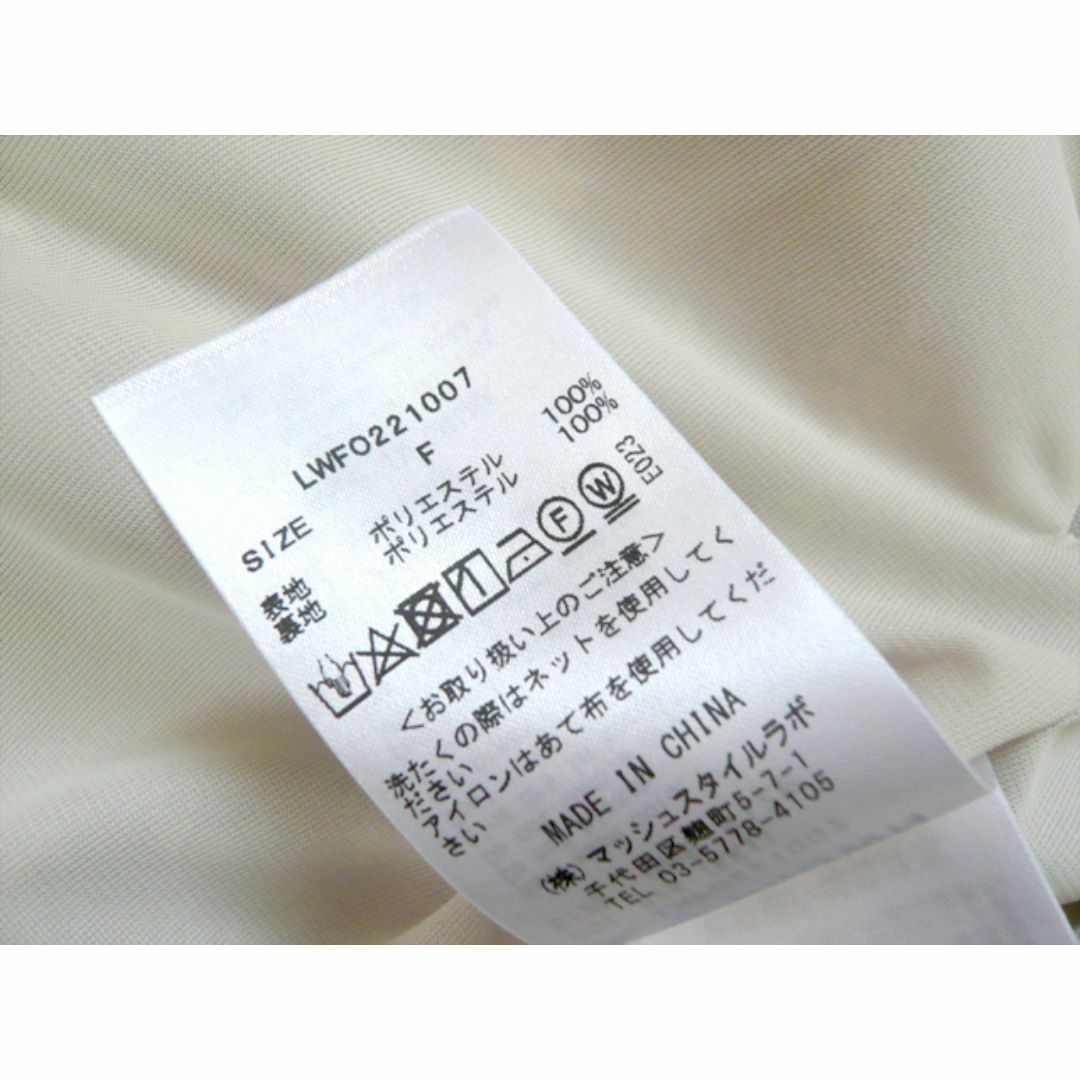 LWFO221007
SIZE F
表地 ポリエステル 100%
裏地 ポリエステル 100%
F W E023
<お取り扱い上のご注意>
洗たくの際はネットを使用してく
ださい
アイロンはあて布を使用してくだ
さい
MADE IN CHINA
(株)マッシュスタイルラボ
千代田区麹町5-7-1
TEL 03-5778-4105